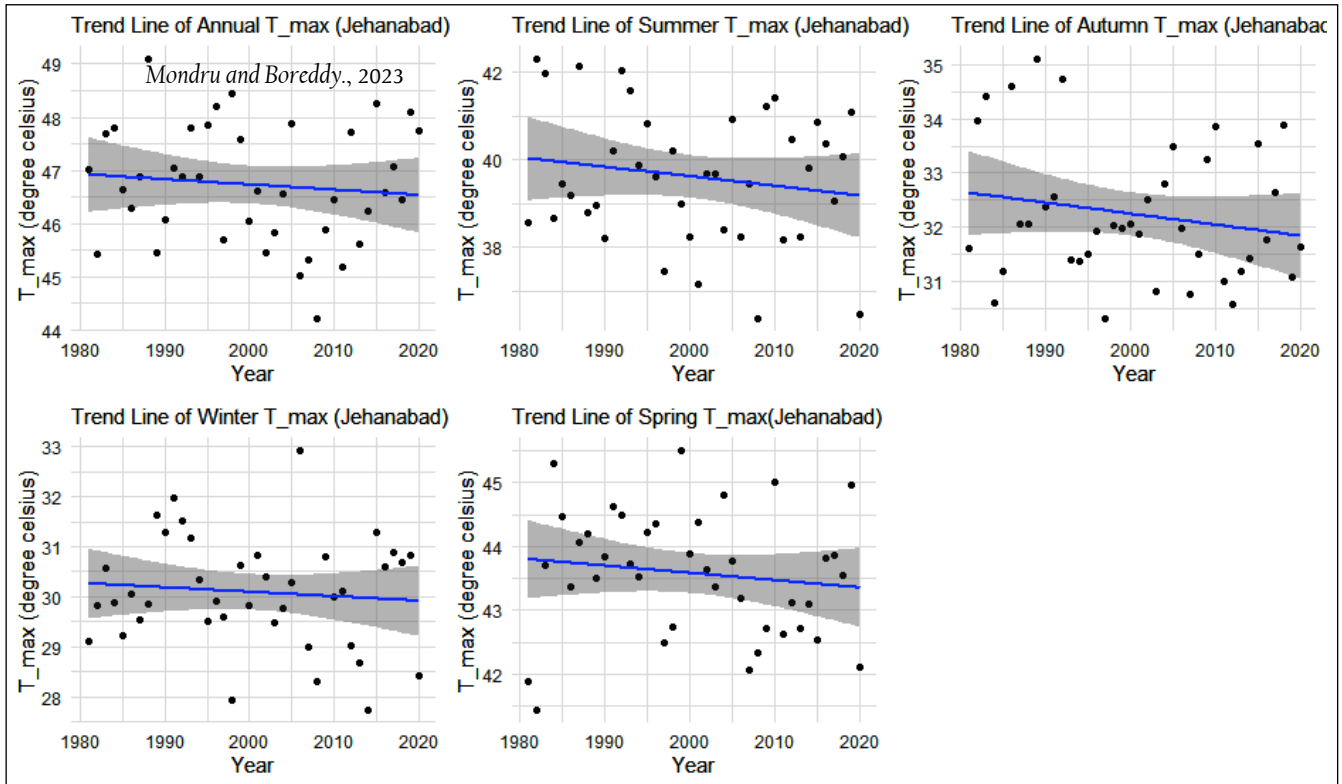 Trend Line of Annual T_max (Jehanabad)
Mondru and Boreddy., 2023
T_max (degree celsius)
49
48
47
46
45
44
1980 1990 2000 2010 2020
Year
Trend Line of Summer T_max (Jehanabad)
T_max (degree celsius)
42
40
38
1980 1990 2000 2010 2020
Year
Trend Line of Autumn T_max (Jehanabad
T_max (degree celsius)
35
34
33
32
31
1980 1990 2000 2010 2020
Year
Trend Line of Winter T_max (Jehanabad)
T_max (degree celsius)
33
32
31
30
29
28
1980 1990 2000 2010 2020
Year
Trend Line of Spring T_max(Jehanabad)
T_max (degree celsius)
45
44
43
42
1980 1990 2000 2010 2020
Year